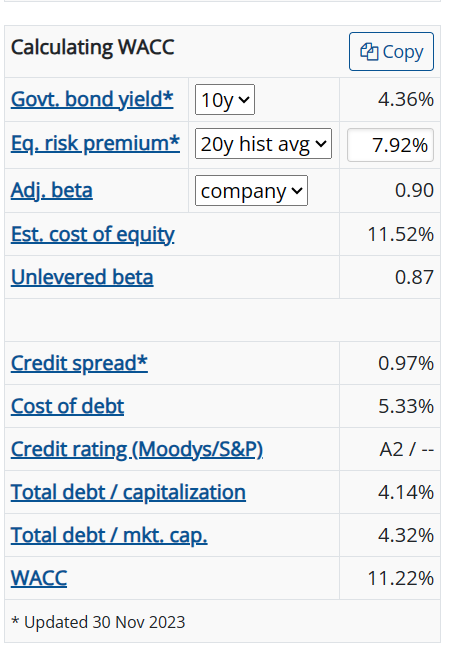 Calculating WACC Copy
Govt. bond yield* 10y 4.36%
Eq. risk premium* 20y hist avg 7.92%
Adj. beta company 0.90
Est. cost of equity 11.52%
Unlevered beta 0.87
Credit spread* 0.97%
Cost of debt 5.33%
Credit rating (Moodys/S&P) A2 / --
Total debt / capitalization 4.14%
Total debt / mkt. cap. 4.32%
WACC 11.22%
* Updated 30 Nov 2023